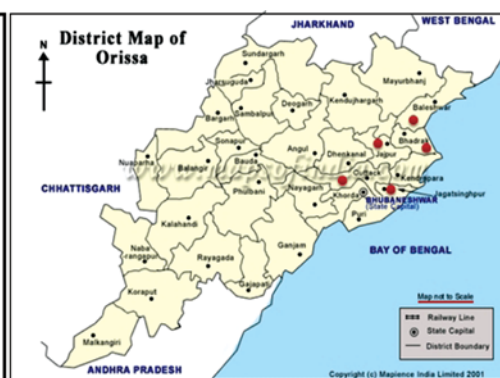 JHARKHAND
WEST BENGAL
N
District Map of
Orissa
Sundargarh
Mayurbhanj
Jharsuguda
Baleshwar
Deogarh
Kendujhargarh
Bargarh
Sambalpur
Bhadrak
Sonapur
Angul
Dhenkanal
Jajpur
Nuaparha
Bauda
Balangir
Cuttack
Kendrapara
CHHATTISGARH
Phulbani
Nayagarh
Khorda
Jagatsinghpur
BHUBANESHWAR
(State Capital)
Kalahandi
Puri
Naba
rangapur
Ganjam
BAY OF BENGAL
Rayagada
Gajapati
Koraput
Map not to Scale
Railway Line
State Capital
Malkangiri
District Boundary
ANDHRA PRADESH
Copyright (c) Mapience India Limited 2001